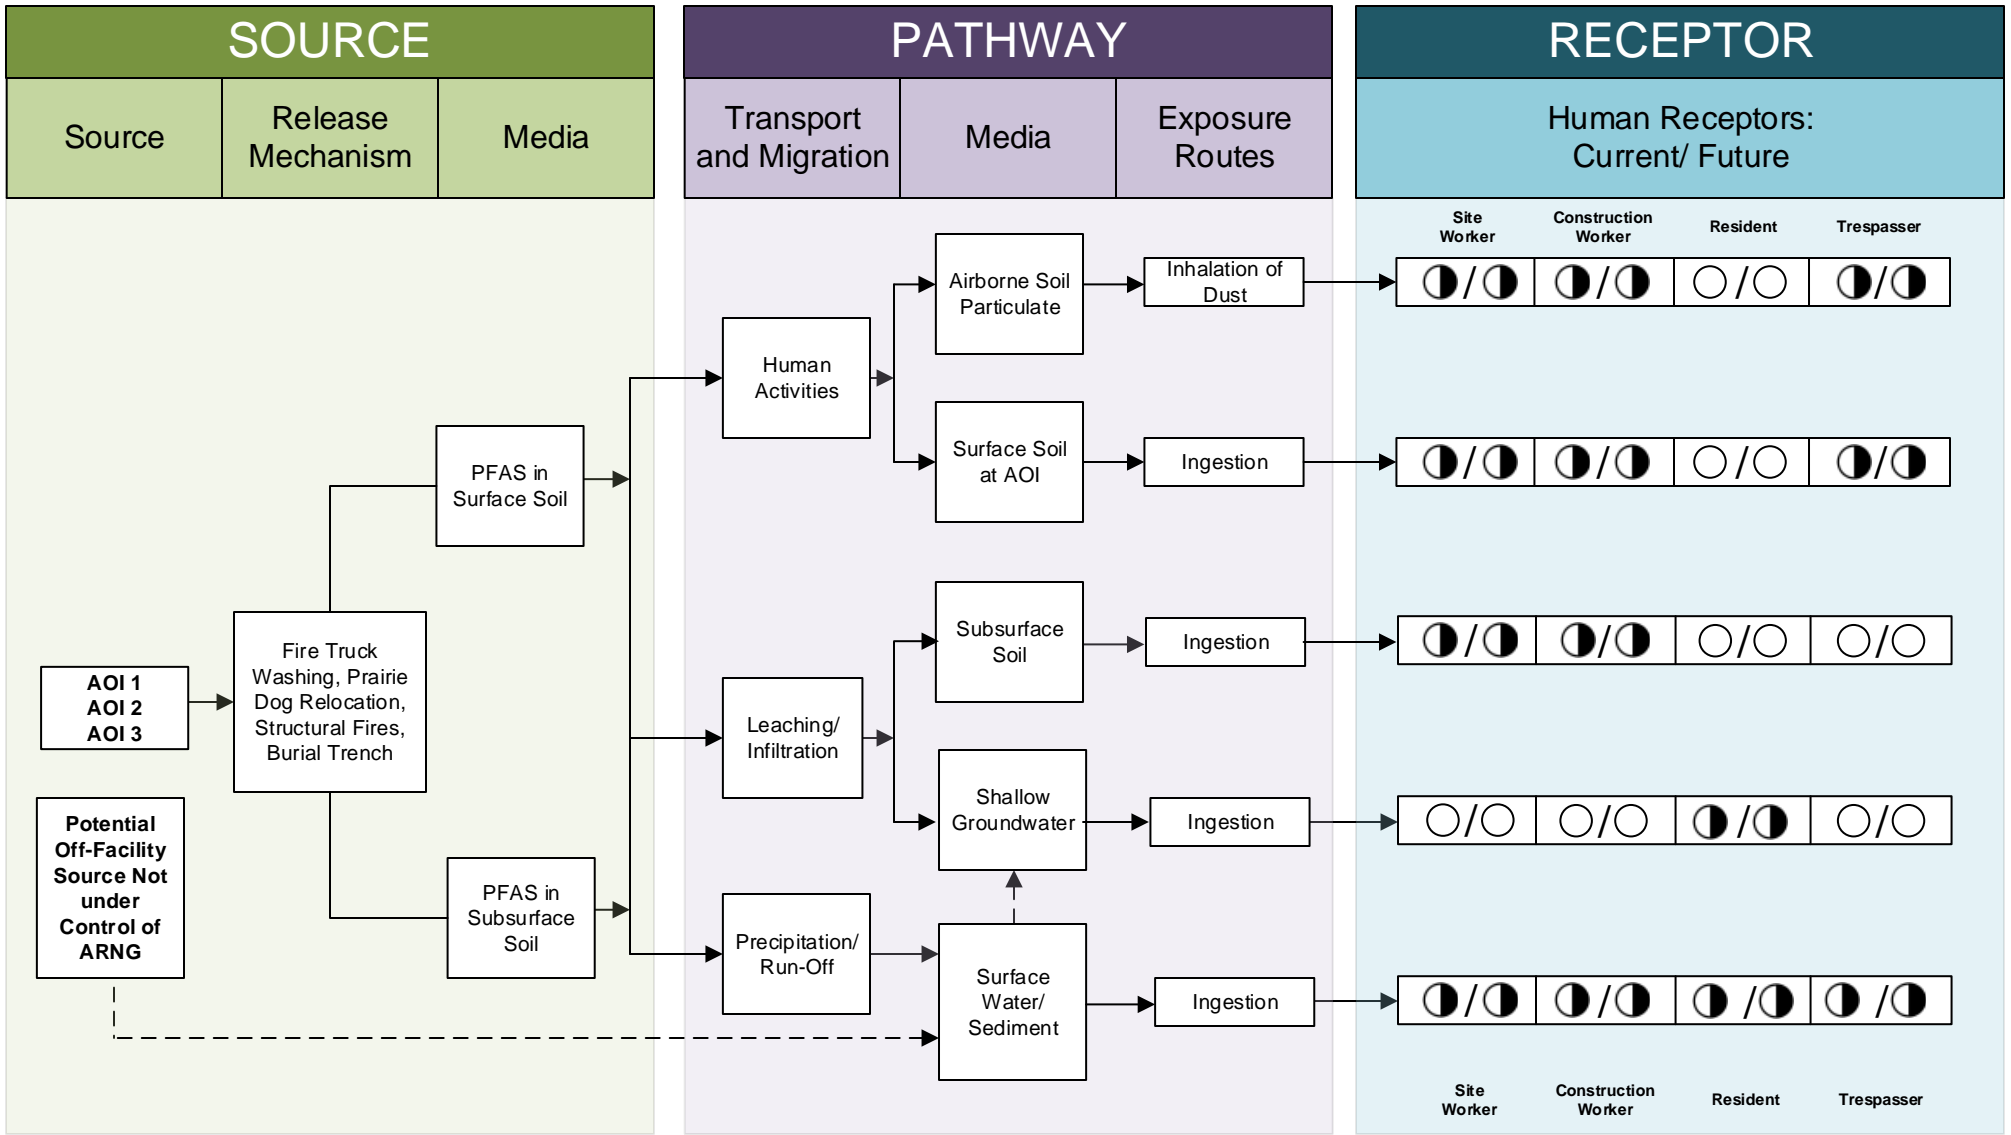 SOURCE
PATHWAY
RECEPTOR
Source
Release
Mechanism
Media
Transport
and Migration
Media
Exposure
Routes
Human Receptors:
Current/ Future
Site
Worker
Construction
Worker
Resident
Trespasser
AOI 1
AOI 2
AOI 3
Potential
Off-Facility
Source Not
under
Control of
ARNG
Fire Truck
Washing, Prairie
Dog Relocation,
Structural Fires,
Burial Trench
PFAS in
Surface Soil
PFAS in
Subsurface
Soil
Human
Activities
Leaching/
Infiltration
Precipitation/
Run-Off
Airborne Soil
Particulate
Surface Soil
at AOI
Subsurface
Soil
Shallow
Groundwater
Surface
Water/
Sediment
Inhalation of
Dust
Ingestion
Ingestion
Ingestion
Ingestion
/ / / /
/ / / /
/ / / /
/ / / /
/ / / /
Site
Worker
Construction
Worker
Resident
Trespasser